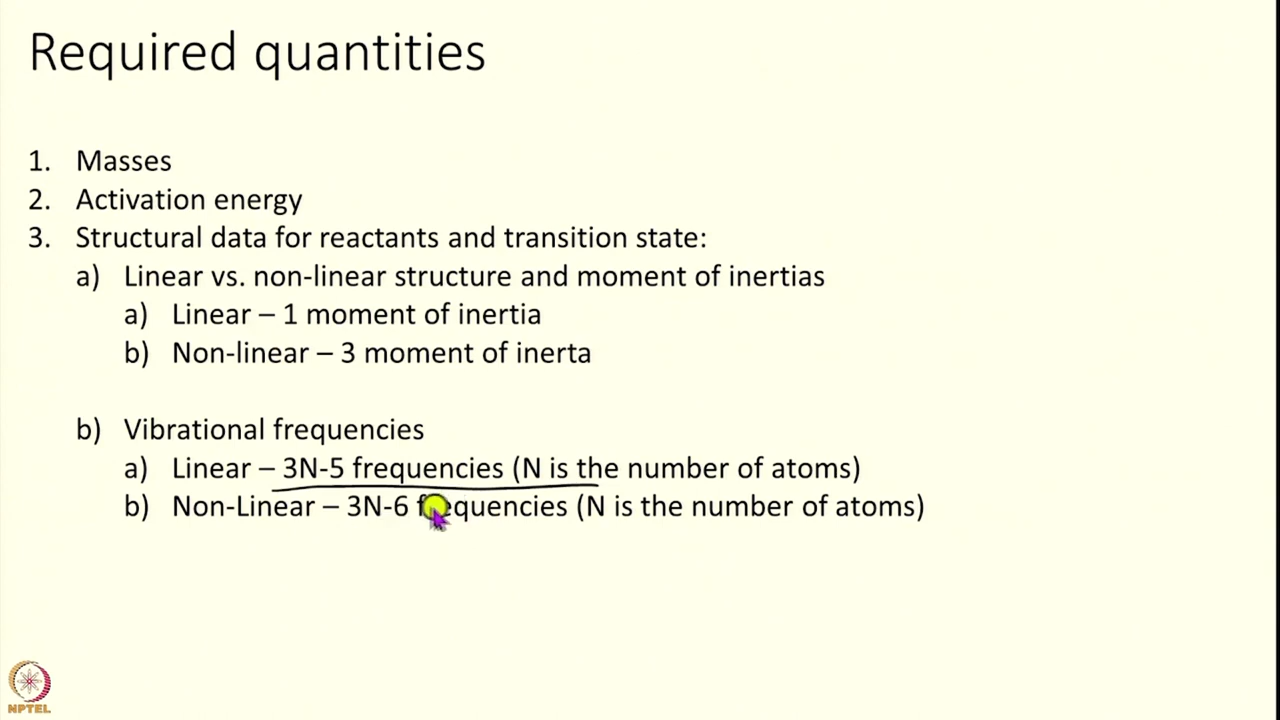 Required quantities
1. Masses
2. Activation energy
3. Structural data for reactants and transition state:
a) Linear vs. non-linear structure and moment of inertias
a) Linear – 1 moment of inertia
b) Non-linear – 3 moment of inerta
b) Vibrational frequencies
a) Linear – 3N-5 frequencies (N is the number of atoms)
b) Non-Linear – 3N-6 frequencies (N is the number of atoms)
NPTEL